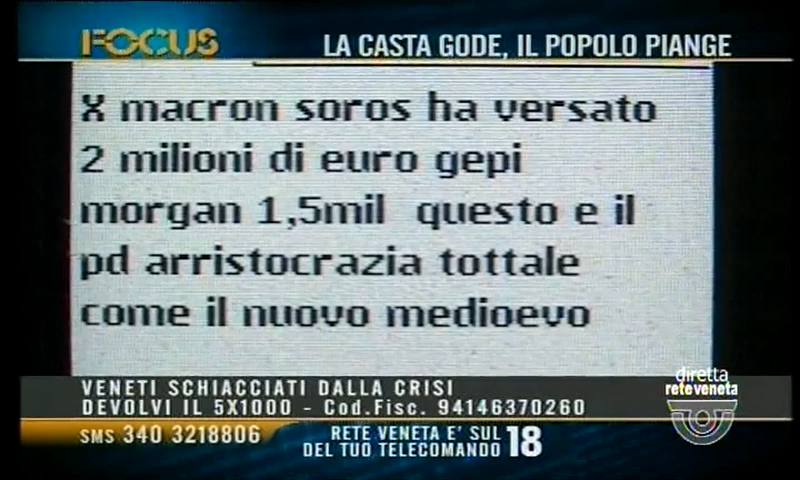 FOCUS
LA CASTA GODE, IL POPOLO PIANGE
X macron soros ha versato
2 milioni di euro gepi
morgan 1,5mil questo e il
pd arristocrazia tottale
come il nuovo medioevo
VENETI SCHIACCIATI DALLA CRISI
DEVOLVI IL 5X1000 - Cod.Fisc. 94146370260
diretta
reteveneta
SMS 340 3218806
RETE VENETA E' SUL
DEL TUO TELECOMANDO 18